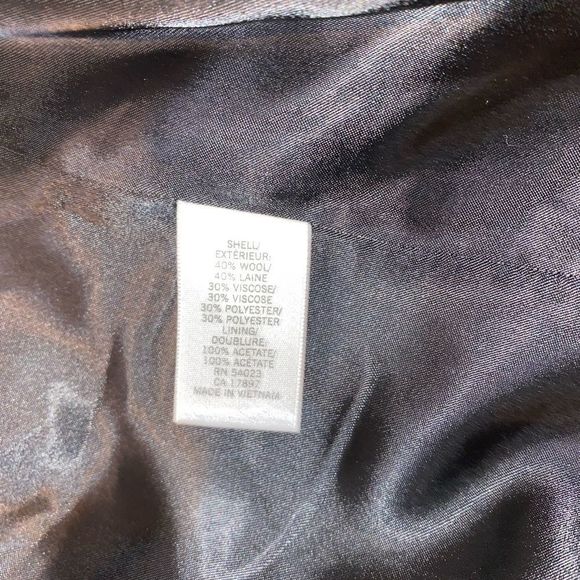 SHELL/
EXTÉRIEUR:
40% WOOL/
40% LAINE
30% VISCOSE/
30% VISCOSE
30% POLYESTER/
30% POLYESTER
LINING/
DOUBLURE:
100% ACETATE/
100% ACETATE
RN 54023
CA 17897
MADE IN VIETNAM